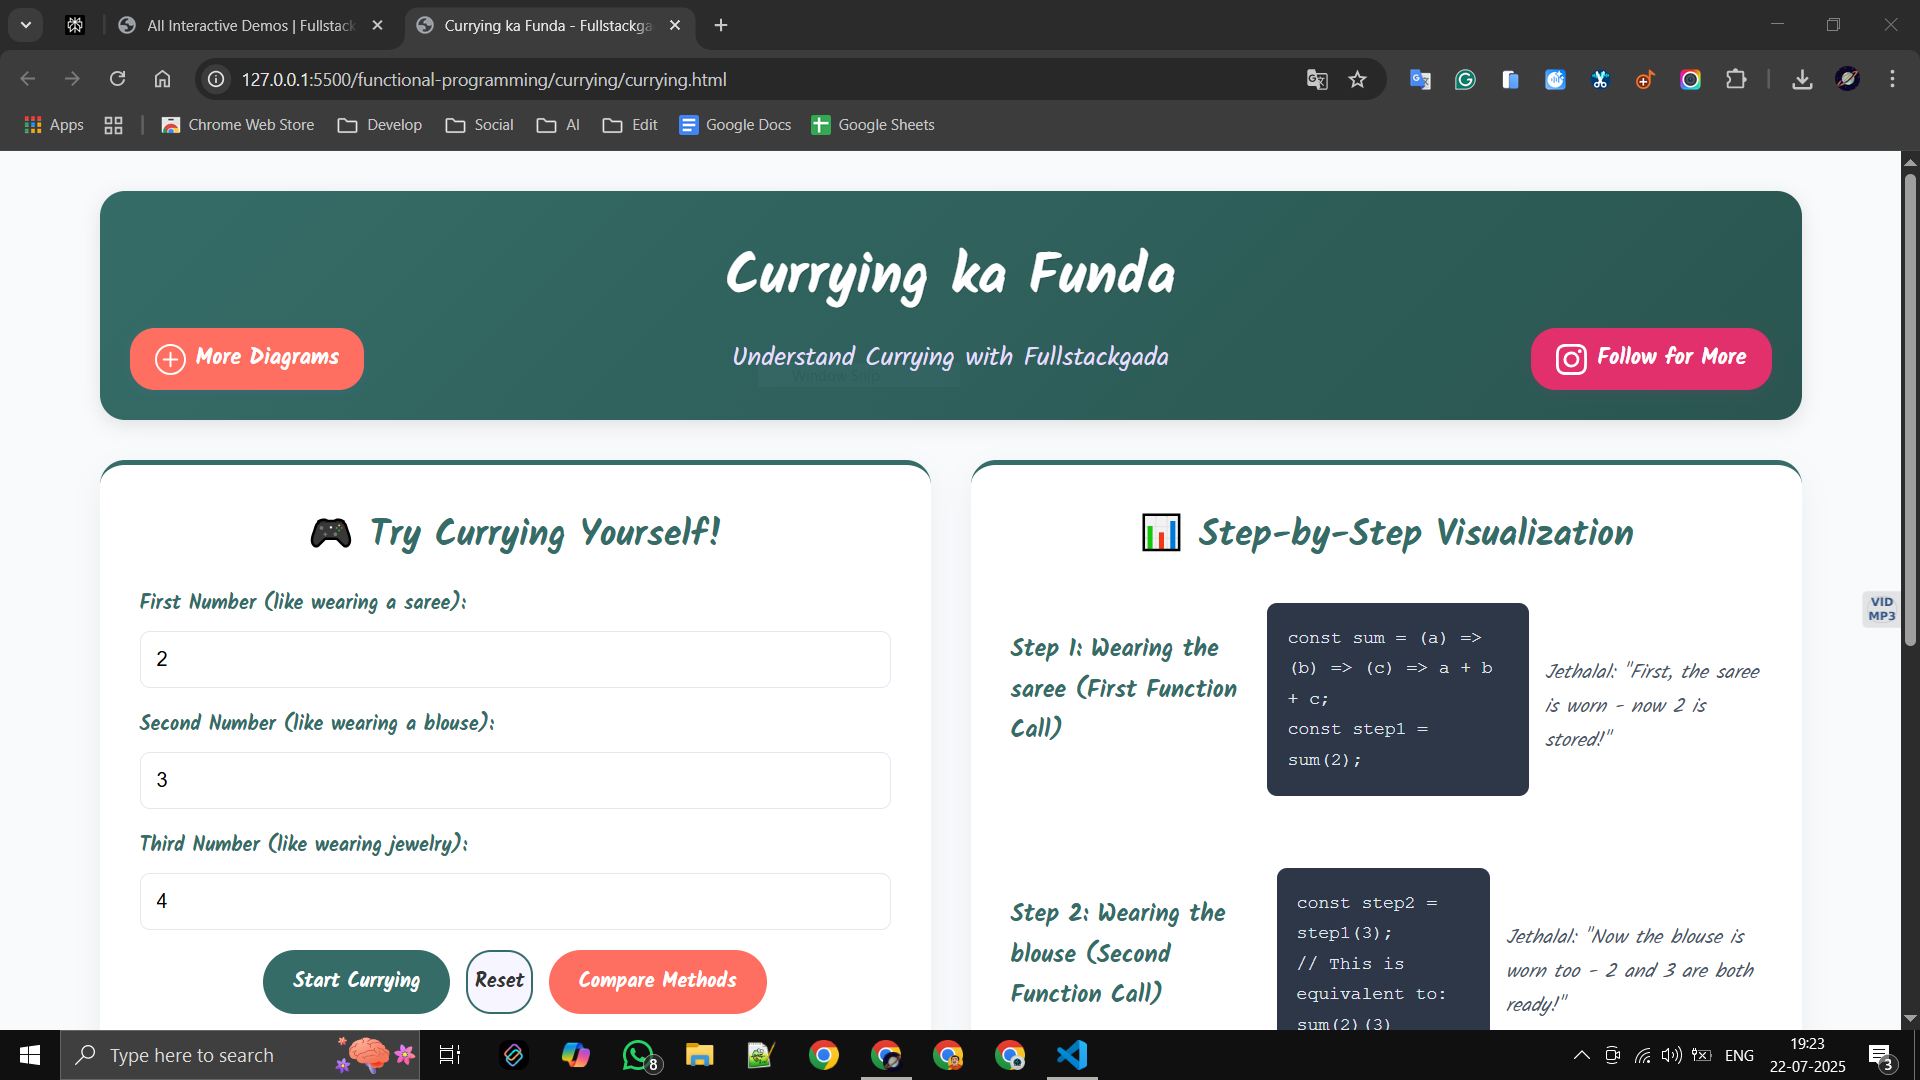 All Interactive Demos | Fullstack
Currying ka Funda - Fullstackga
127.0.0.1:5500/functional-programming/currying/currying.html
Apps
Chrome Web Store
Develop
Social
AI
Edit
Google Docs
Google Sheets
Currying ka Funda
More Diagrams
Understand Currying with Fullstackgada
Window Snip
Follow for More
🎮 Try Currying Yourself!
First Number (like wearing a saree):
2
Second Number (like wearing a blouse):
3
Third Number (like wearing jewelry):
4
Start Currying
Reset
Compare Methods
📊 Step-by-Step Visualization
Step 1: Wearing the
saree (First Function
Call)
const sum = (a) =>
(b) => (c) => a + b
+ c;
const step1 =
sum(2);
Jethalal: "First, the saree
is worn - now 2 is
stored!"
Step 2: Wearing the
blouse (Second
Function Call)
const step2 =
step1(3);
// This is
equivalent to:
sum(2)(3)
Jethalal: "Now the blouse is
worn too - 2 and 3 are both
ready!"
VID
MP3
Type here to search
8
ENG
19:23
22-07-2025
3